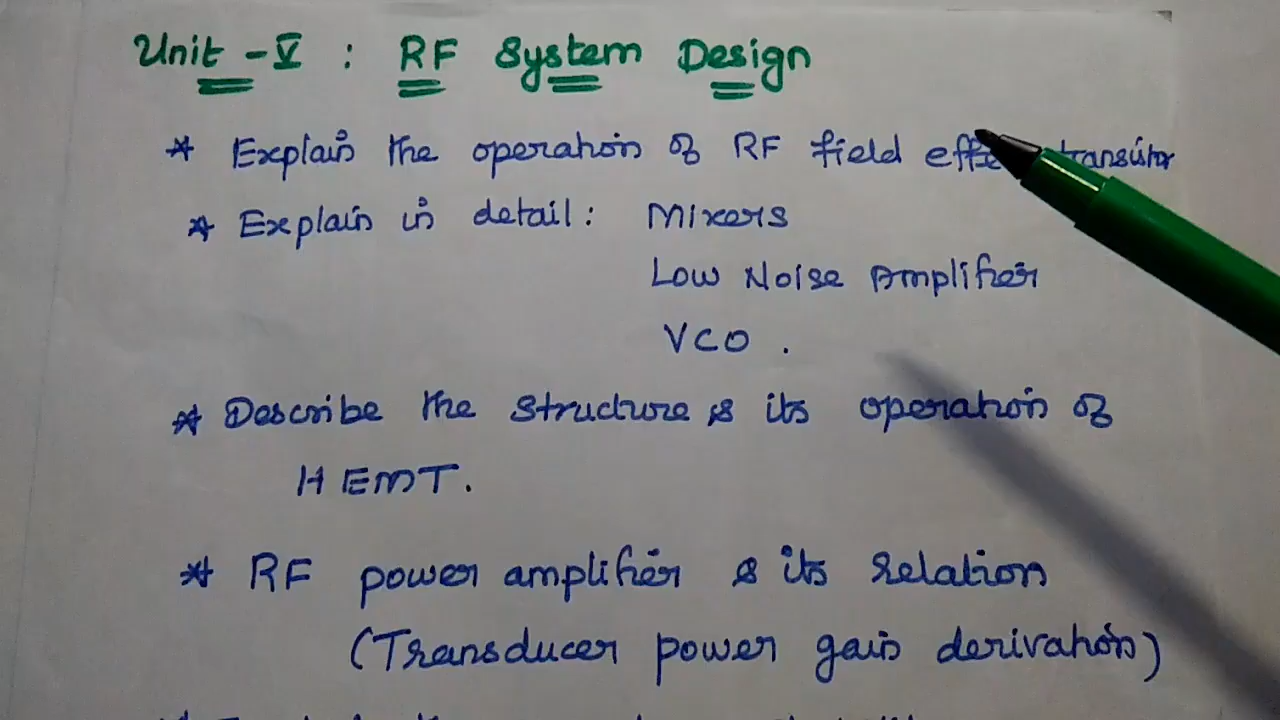 Unit - V : RF System Design
* Explain the operation of RF field effect transistor
* Explain in detail : Mixers
Low Noise Amplifier
VCO .
* Describe the structure & its operation of
HEMT.
* RF power amplifier & its relation
(Transducer power gain derivation)